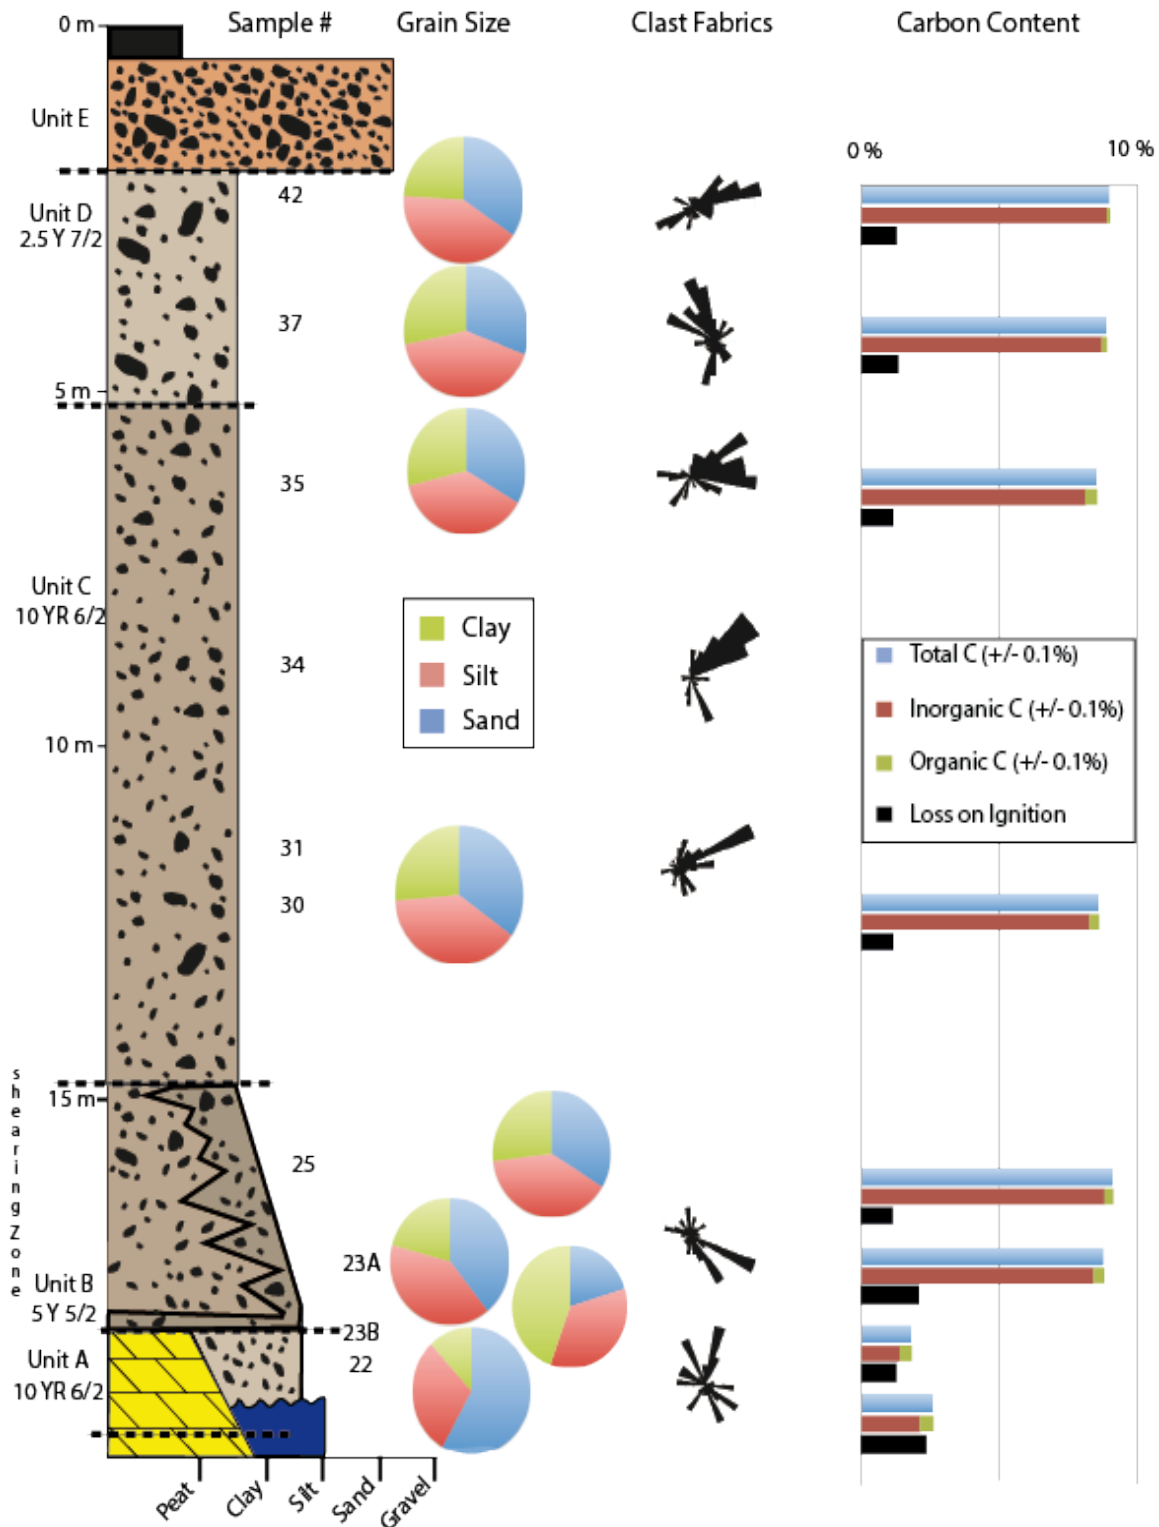 0 m
Sample #
Grain Size
Clast Fabrics
Carbon Content
Unit E
0 %
10 %
42
Unit D
2.5 Y 7/2
37
5 m
35
Unit C
10 YR 6/2
34
10 m
Clay
Silt
Sand
Total C (+/- 0.1%)
Inorganic C (+/- 0.1%)
Organic C (+/- 0.1%)
Loss on Ignition
31
30
shearing Zone
15 m
25
23A
Unit B
5 Y 5/2
23B
Unit A
10 YR 6/2
22
Peat
Clay
Silt
Sand
Gravel